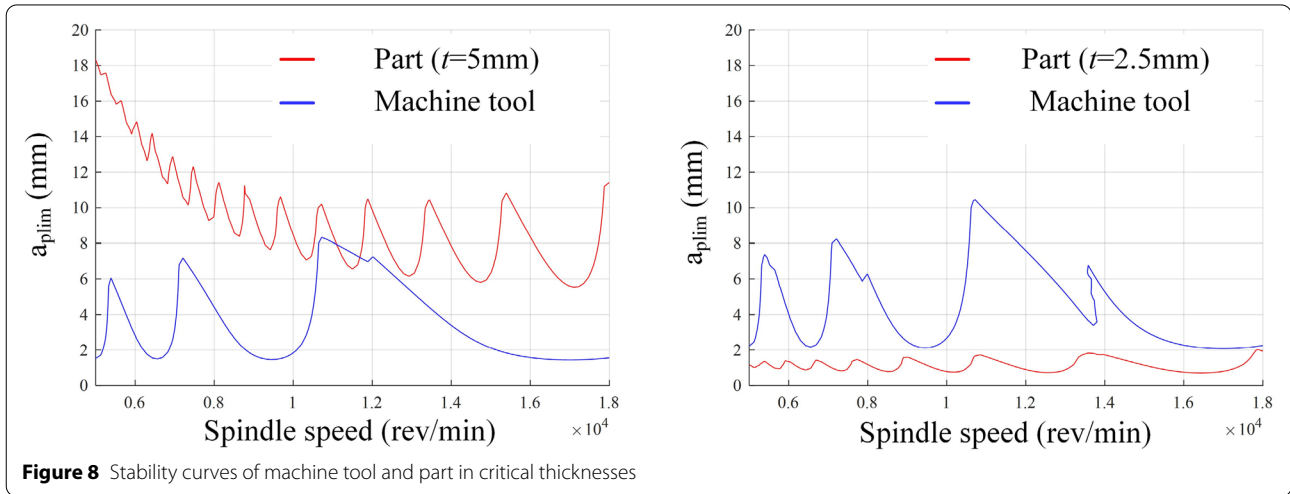 20
18
16
14
12
10
8
6
4
2
0
a_plim (mm)
Part (t=5mm)
Machine tool
0.6 0.8 1 1.2 1.4 1.6 1.8
Spindle speed (rev/min) ×10^4
20
18
16
14
12
10
8
6
4
2
0
a_plim (mm)
Part (t=2.5mm)
Machine tool
0.6 0.8 1 1.2 1.4 1.6 1.8
Spindle speed (rev/min) ×10^4
Figure 8 Stability curves of machine tool and part in critical thicknesses